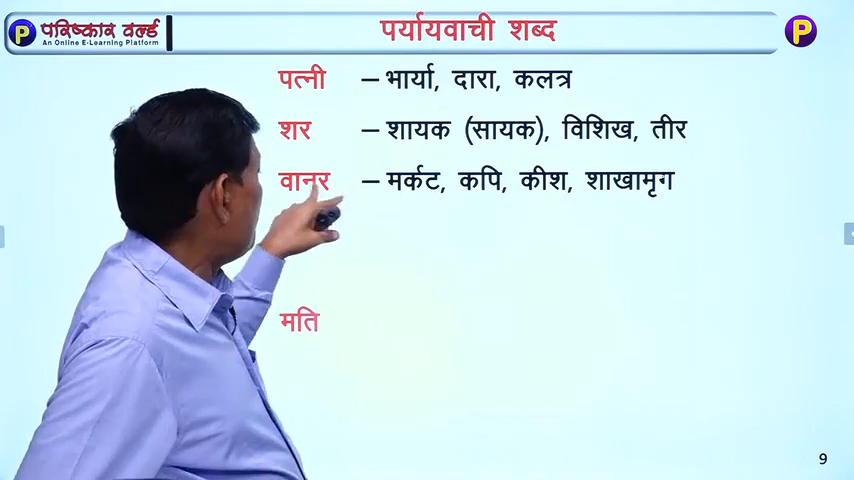 P परिष्कार वर्ल्ड
An Online E-Learning Platform
पर्यायवाची शब्द
P
पत्नी – भार्या, दारा, कलत्र
शर – शायक (सायक), विशिख, तीर
वानर – मर्कट, कपि, कीश, शाखामृग
मति
9